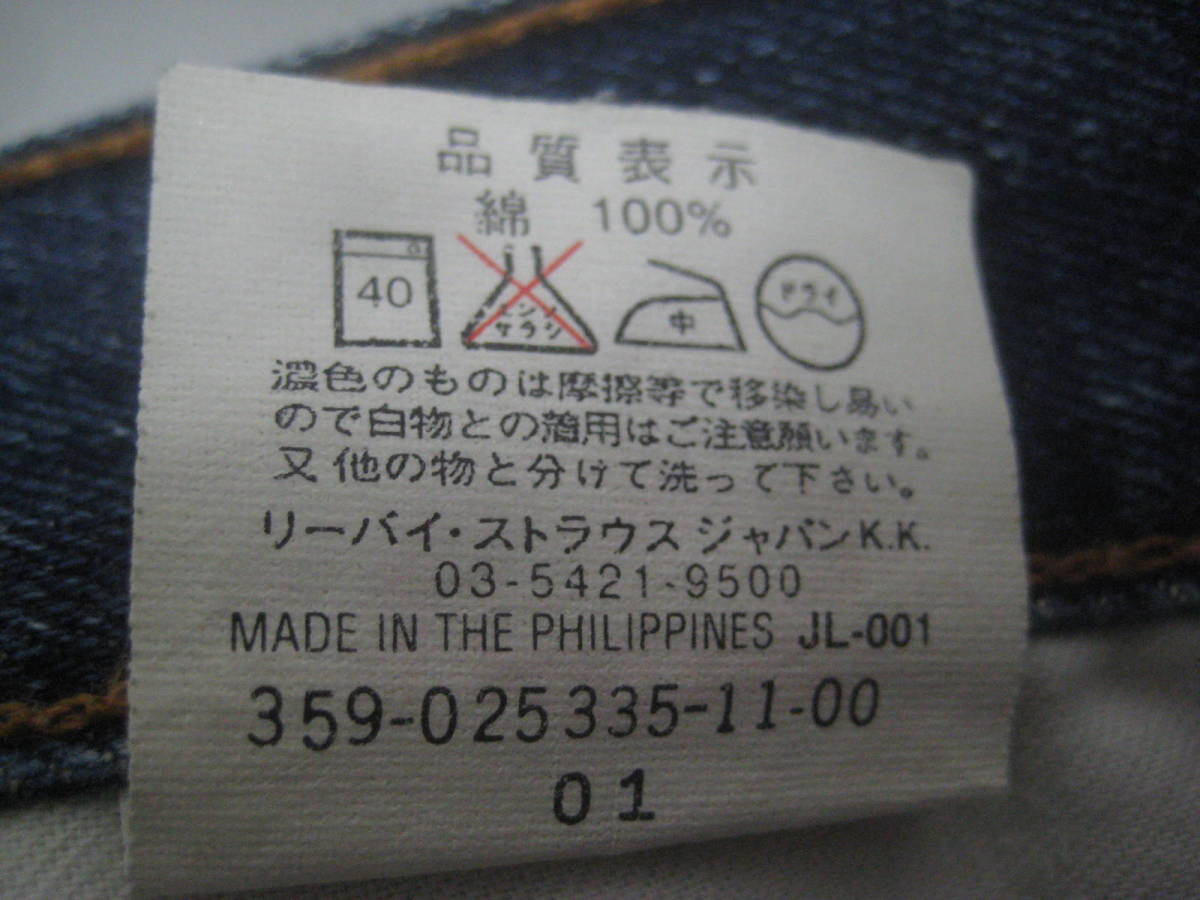 品質表示
綿 100%
40
エンソ
サラシ
中
ドライ
濃色のものは摩擦等で移染し易い
ので白物との着用はご注意願います。
又他の物と分けて洗って下さい。
リーバイ・ストラウス ジャパンK.K.
03-5421-9500
MADE IN THE PHILIPPINES JL-001
359-025335-11-00
01